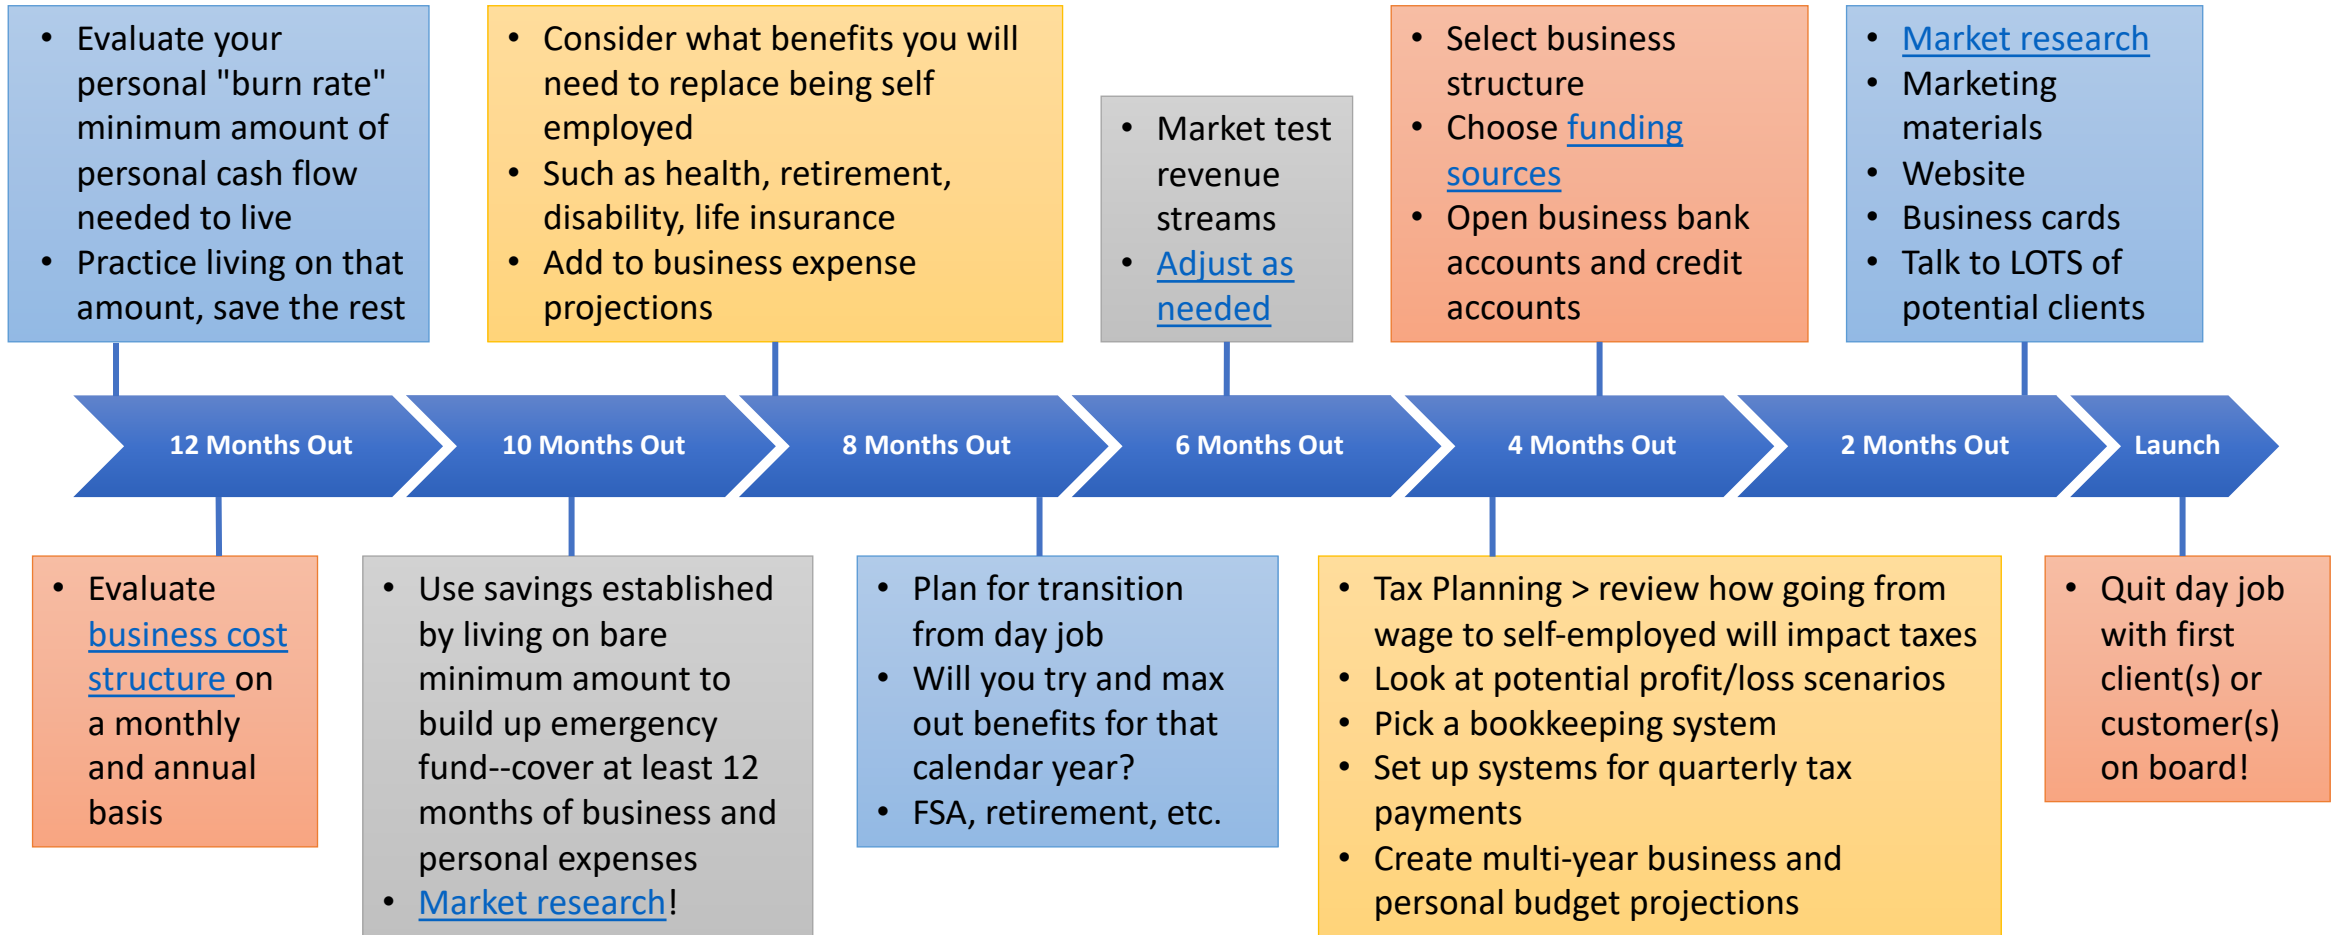 • Evaluate your
personal "burn rate"
minimum amount of
personal cash flow
needed to live
• Practice living on that
amount, save the rest
• Consider what benefits you will
need to replace being self
employed
• Such as health, retirement,
disability, life insurance
• Add to business expense
projections
• Market test
revenue
streams
• Adjust as
needed
• Select business
structure
• Choose funding
sources
• Open business bank
accounts and credit
accounts
• Market research
• Marketing
materials
• Website
• Business cards
• Talk to LOTS of
potential clients
12 Months Out
10 Months Out
8 Months Out
6 Months Out
4 Months Out
2 Months Out
Launch
• Evaluate
business cost
structure on
a monthly
and annual
basis
• Use savings established
by living on bare
minimum amount to
build up emergency
fund--cover at least 12
months of business and
personal expenses
• Market research!
• Plan for transition
from day job
• Will you try and max
out benefits for that
calendar year?
• FSA, retirement, etc.
• Tax Planning > review how going from
wage to self-employed will impact taxes
• Look at potential profit/loss scenarios
• Pick a bookkeeping system
• Set up systems for quarterly tax
payments
• Create multi-year business and
personal budget projections
• Quit day job
with first
client(s) or
customer(s)
on board!